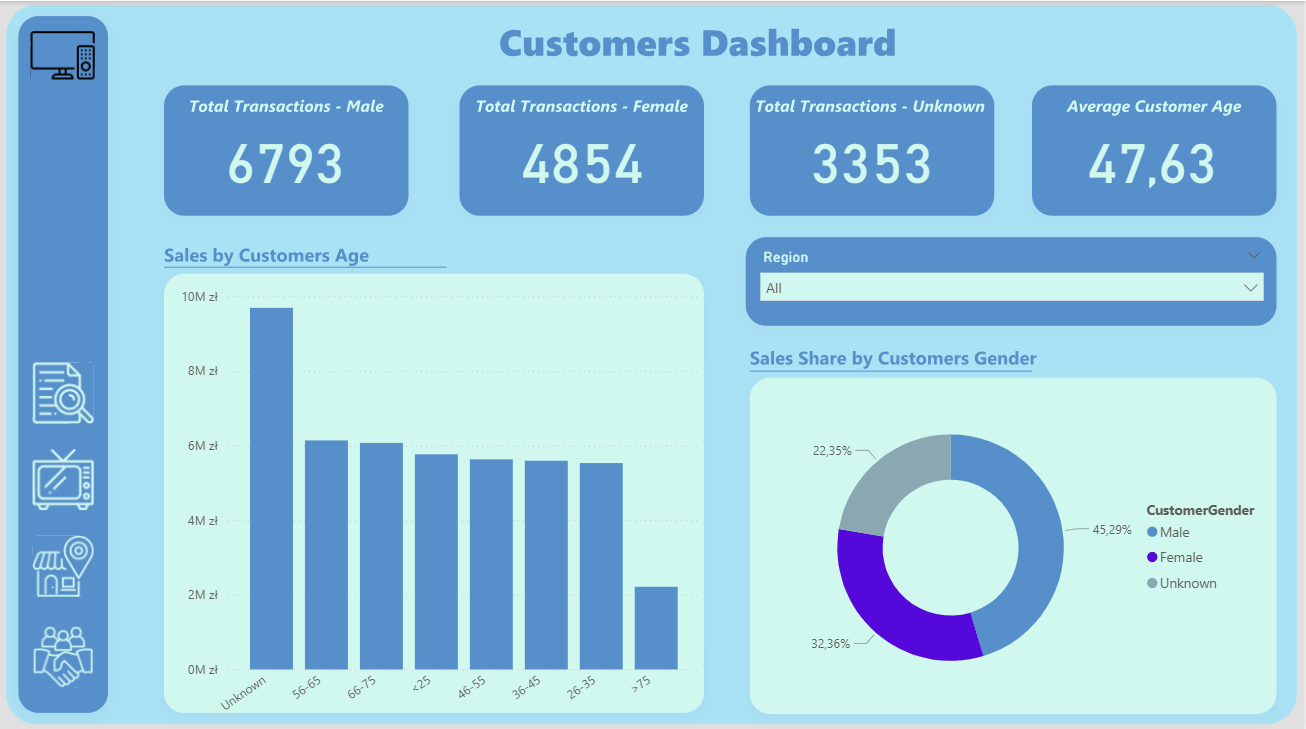 Customers Dashboard
Total Transactions - Male
6793
Total Transactions - Female
4854
Total Transactions - Unknown
3353
Average Customer Age
47,63
Sales by Customers Age
10M zł
8M zł
6M zł
4M zł
2M zł
0M zł
Unknown
56-65
66-75
<25
46-55
36-45
26-35
>75
Region
All
Sales Share by Customers Gender
22,35%
45,29%
32,36%
CustomerGender
Male
Female
Unknown